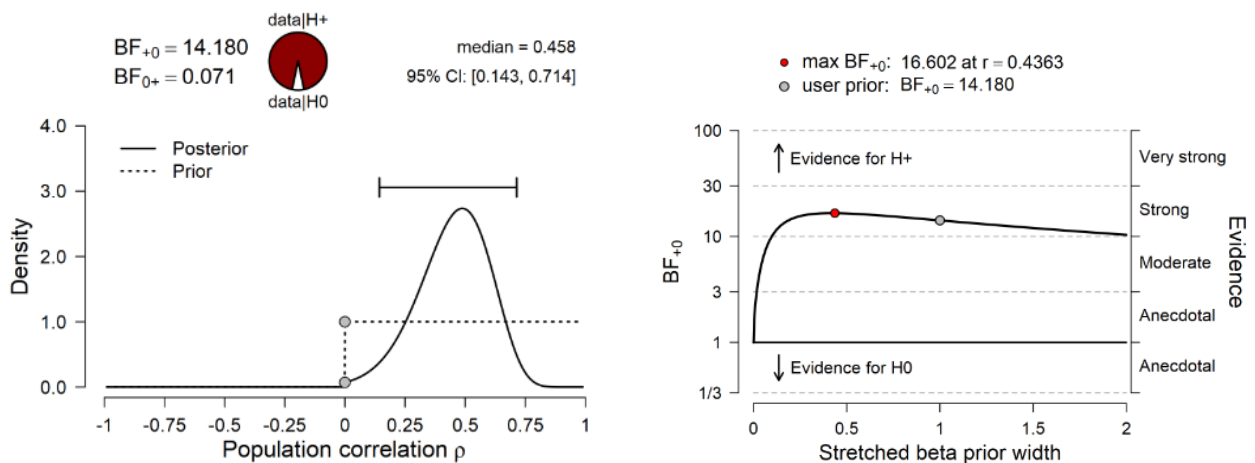 data|H+
BF+0 = 14.180
BF0+ = 0.071
data|H0
median = 0.458
95% CI: [0.143, 0.714]
Posterior
Prior
Density
4.0
3.0
2.0
1.0
0.0
-1 -0.75 -0.5 -0.25 0 0.25 0.5 0.75 1
Population correlation ρ
max BF+0: 16.602 at r = 0.4363
user prior: BF+0 = 14.180
BF+0
100
30
10
3
1
1/3
Evidence for H+
Evidence for H0
Very strong
Strong
Moderate
Anecdotal
Anecdotal
Evidence
0 0.5 1 1.5 2
Stretched beta prior width